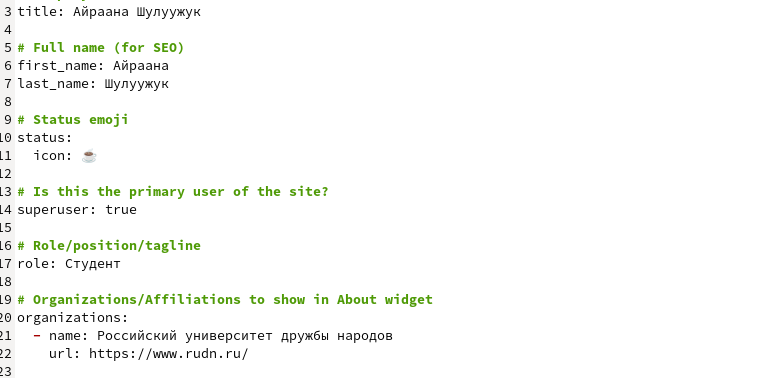 3 title: Айраана Шулуужук
4
5 # Full name (for SEO)
6 first_name: Айраана
7 last_name: Шулуужук
8
9 # Status emoji
10 status:
11   icon: ☕
12
13 # Is this the primary user of the site?
14 superuser: true
15
16 # Role/position/tagline
17 role: Студент
18
19 # Organizations/Affiliations to show in About widget
20 organizations:
21   - name: Российский университет дружбы народов
22     url: https://www.rudn.ru/
23